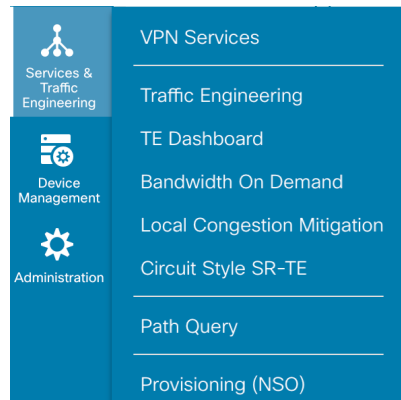 Services &
Traffic
Engineering
Device
Management
Administration
VPN Services
Traffic Engineering
TE Dashboard
Bandwidth On Demand
Local Congestion Mitigation
Circuit Style SR-TE
Path Query
Provisioning (NSO)